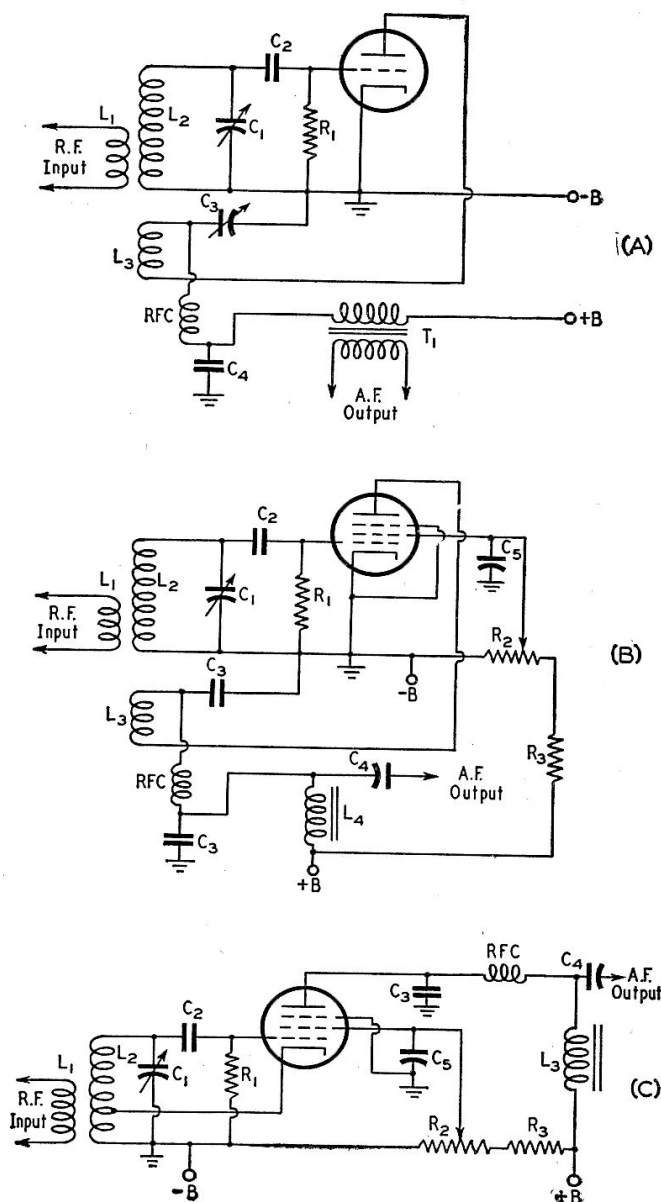 C2
L1
L2
C1
R1
R.F.
Input
-B
(A)
C3
L3
RFC
+B
T1
C4
A.F.
Output
C2
C5
L1
L2
C1
R1
R.F.
Input
R2
(B)
-B
C3
L3
R3
C4
A.F.
Output
RFC
L4
C3
+B
RFC
C4
A.F.
Output
C3
C2
L1
L2
C1
R1
C5
L3
(C)
R.F.
Input
R2
R3
-B
+B